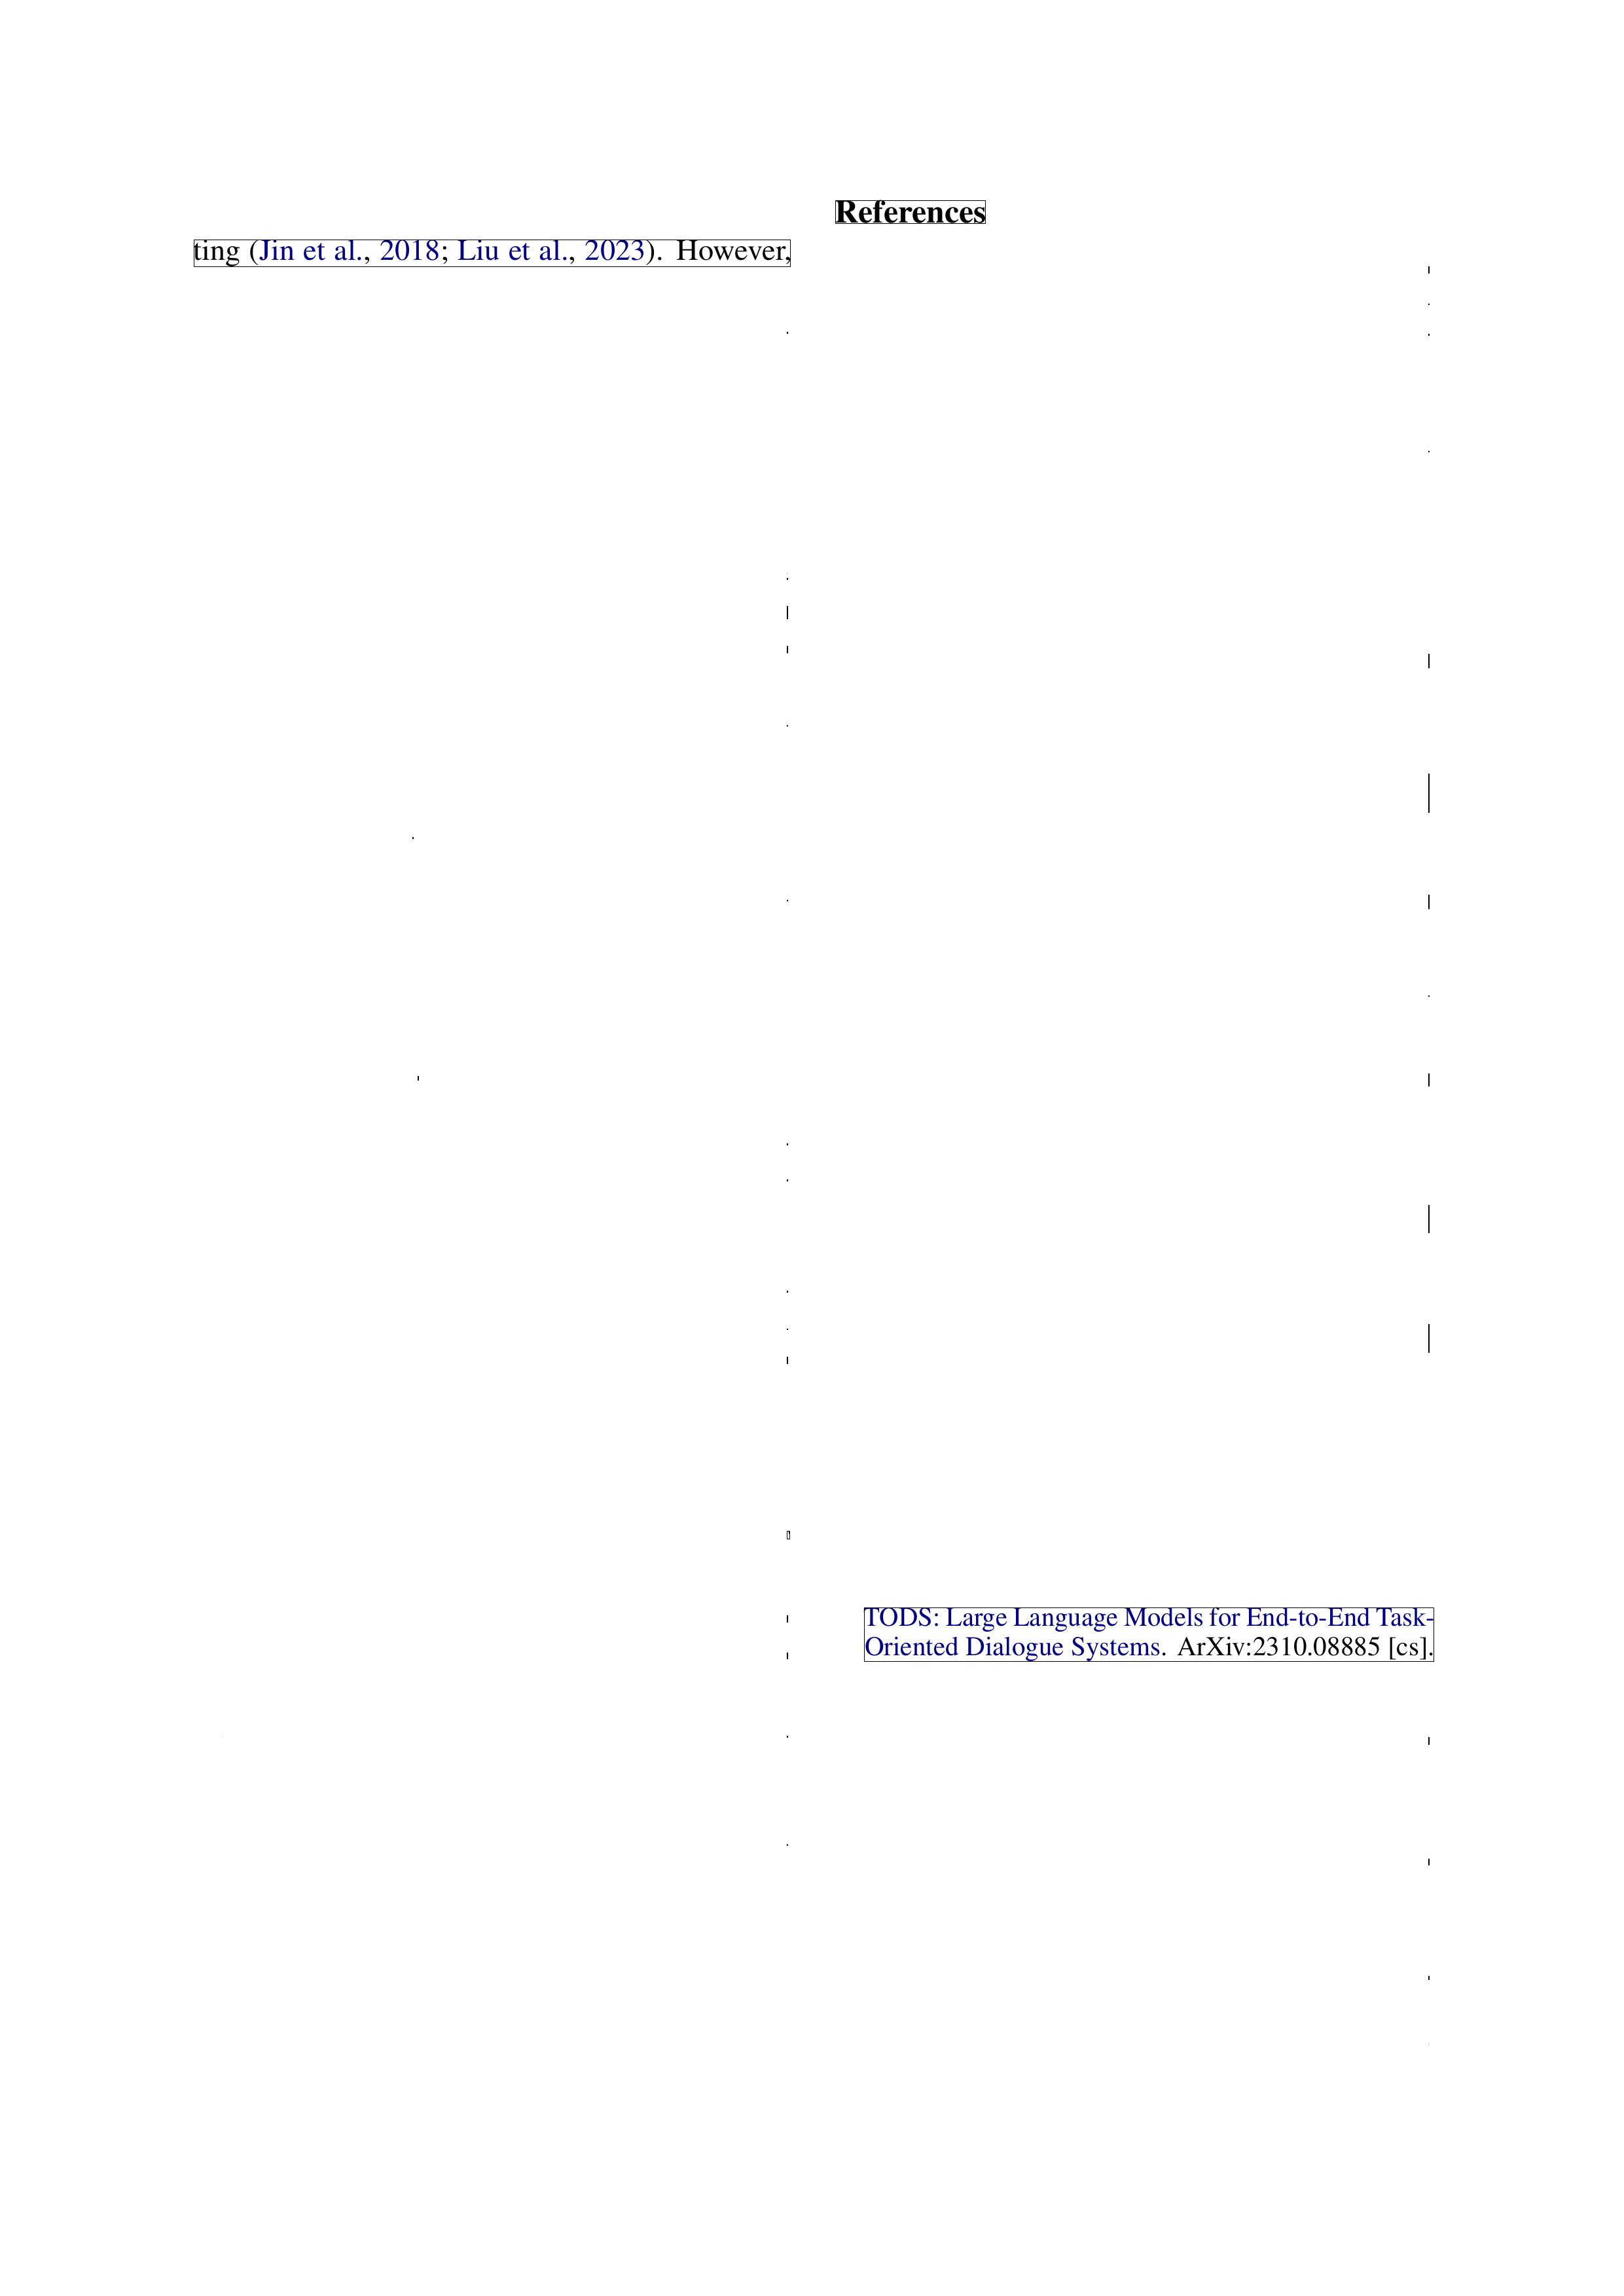 ting (Jin et al., 2018; Liu et al., 2023). However,
References
TODS: Large Language Models for End-to-End Task-
Oriented Dialogue Systems. ArXiv:2310.08885 [cs].